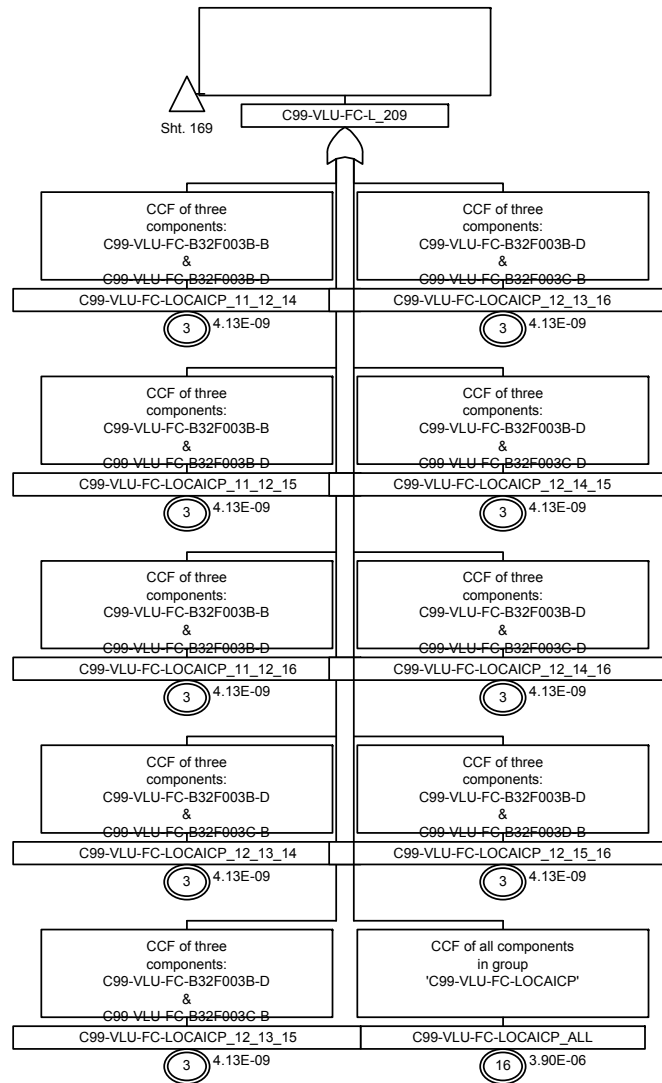 Sht. 169
C99-VLU-FC-L_209
CCF of three
components:
C99-VLU-FC-B32F003B-B
&
C99-VLU-FC-B32F003B-D
C99-VLU-FC-LOCAICP_11_12_14
3
4.13E-09
CCF of three
components:
C99-VLU-FC-B32F003B-D
&
C99-VLU-FC-B32F003C-B
C99-VLU-FC-LOCAICP_12_13_16
3
4.13E-09
CCF of three
components:
C99-VLU-FC-B32F003B-B
&
C99-VLU-FC-B32F003B-D
C99-VLU-FC-LOCAICP_11_12_15
3
4.13E-09
CCF of three
components:
C99-VLU-FC-B32F003B-D
&
C99-VLU-FC-B32F003C-D
C99-VLU-FC-LOCAICP_12_14_15
3
4.13E-09
CCF of three
components:
C99-VLU-FC-B32F003B-B
&
C99-VLU-FC-B32F003B-D
C99-VLU-FC-LOCAICP_11_12_16
3
4.13E-09
CCF of three
components:
C99-VLU-FC-B32F003B-D
&
C99-VLU-FC-B32F003C-D
C99-VLU-FC-LOCAICP_12_14_16
3
4.13E-09
CCF of three
components:
C99-VLU-FC-B32F003B-D
&
C99-VLU-FC-B32F003C-B
C99-VLU-FC-LOCAICP_12_13_14
3
4.13E-09
CCF of three
components:
C99-VLU-FC-B32F003B-D
&
C99-VLU-FC-B32F003D-B
C99-VLU-FC-LOCAICP_12_15_16
3
4.13E-09
CCF of three
components:
C99-VLU-FC-B32F003B-D
&
C99-VLU-FC-B32F003C-B
C99-VLU-FC-LOCAICP_12_13_15
3
4.13E-09
CCF of all components
in group
'C99-VLU-FC-LOCAICP'
C99-VLU-FC-LOCAICP_ALL
16
3.90E-06